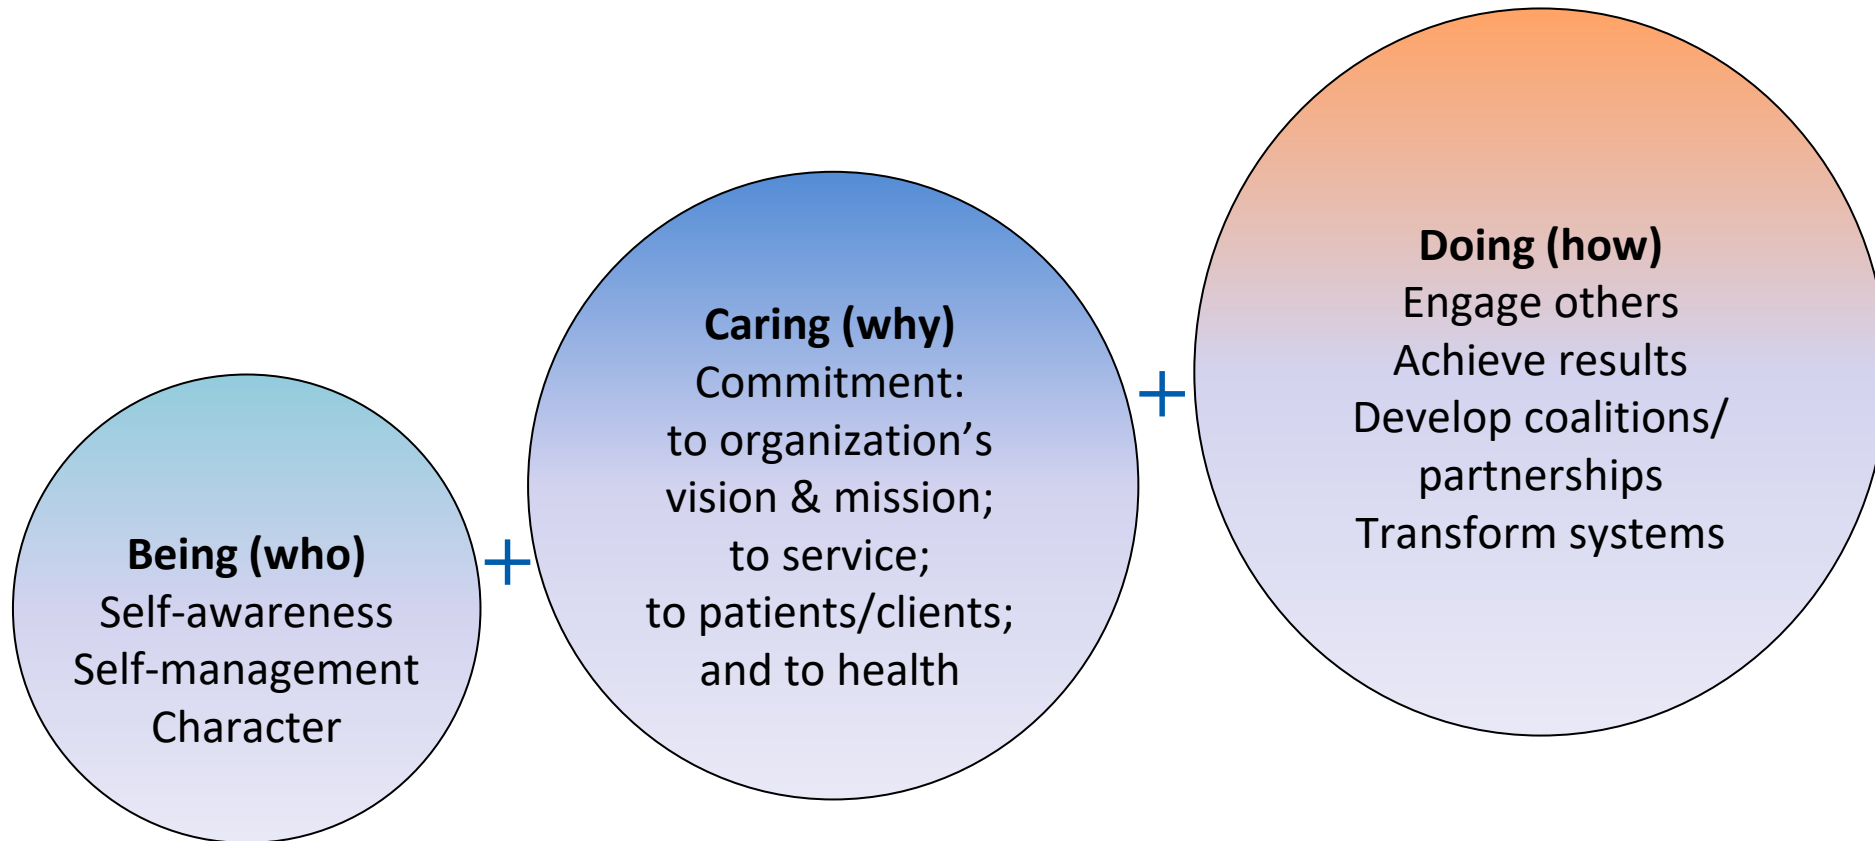 Being (who)
Self-awareness
Self-management
Character
+
Caring (why)
Commitment:
to organization’s
vision & mission;
to service;
to patients/clients;
and to health
+
Doing (how)
Engage others
Achieve results
Develop coalitions/
partnerships
Transform systems